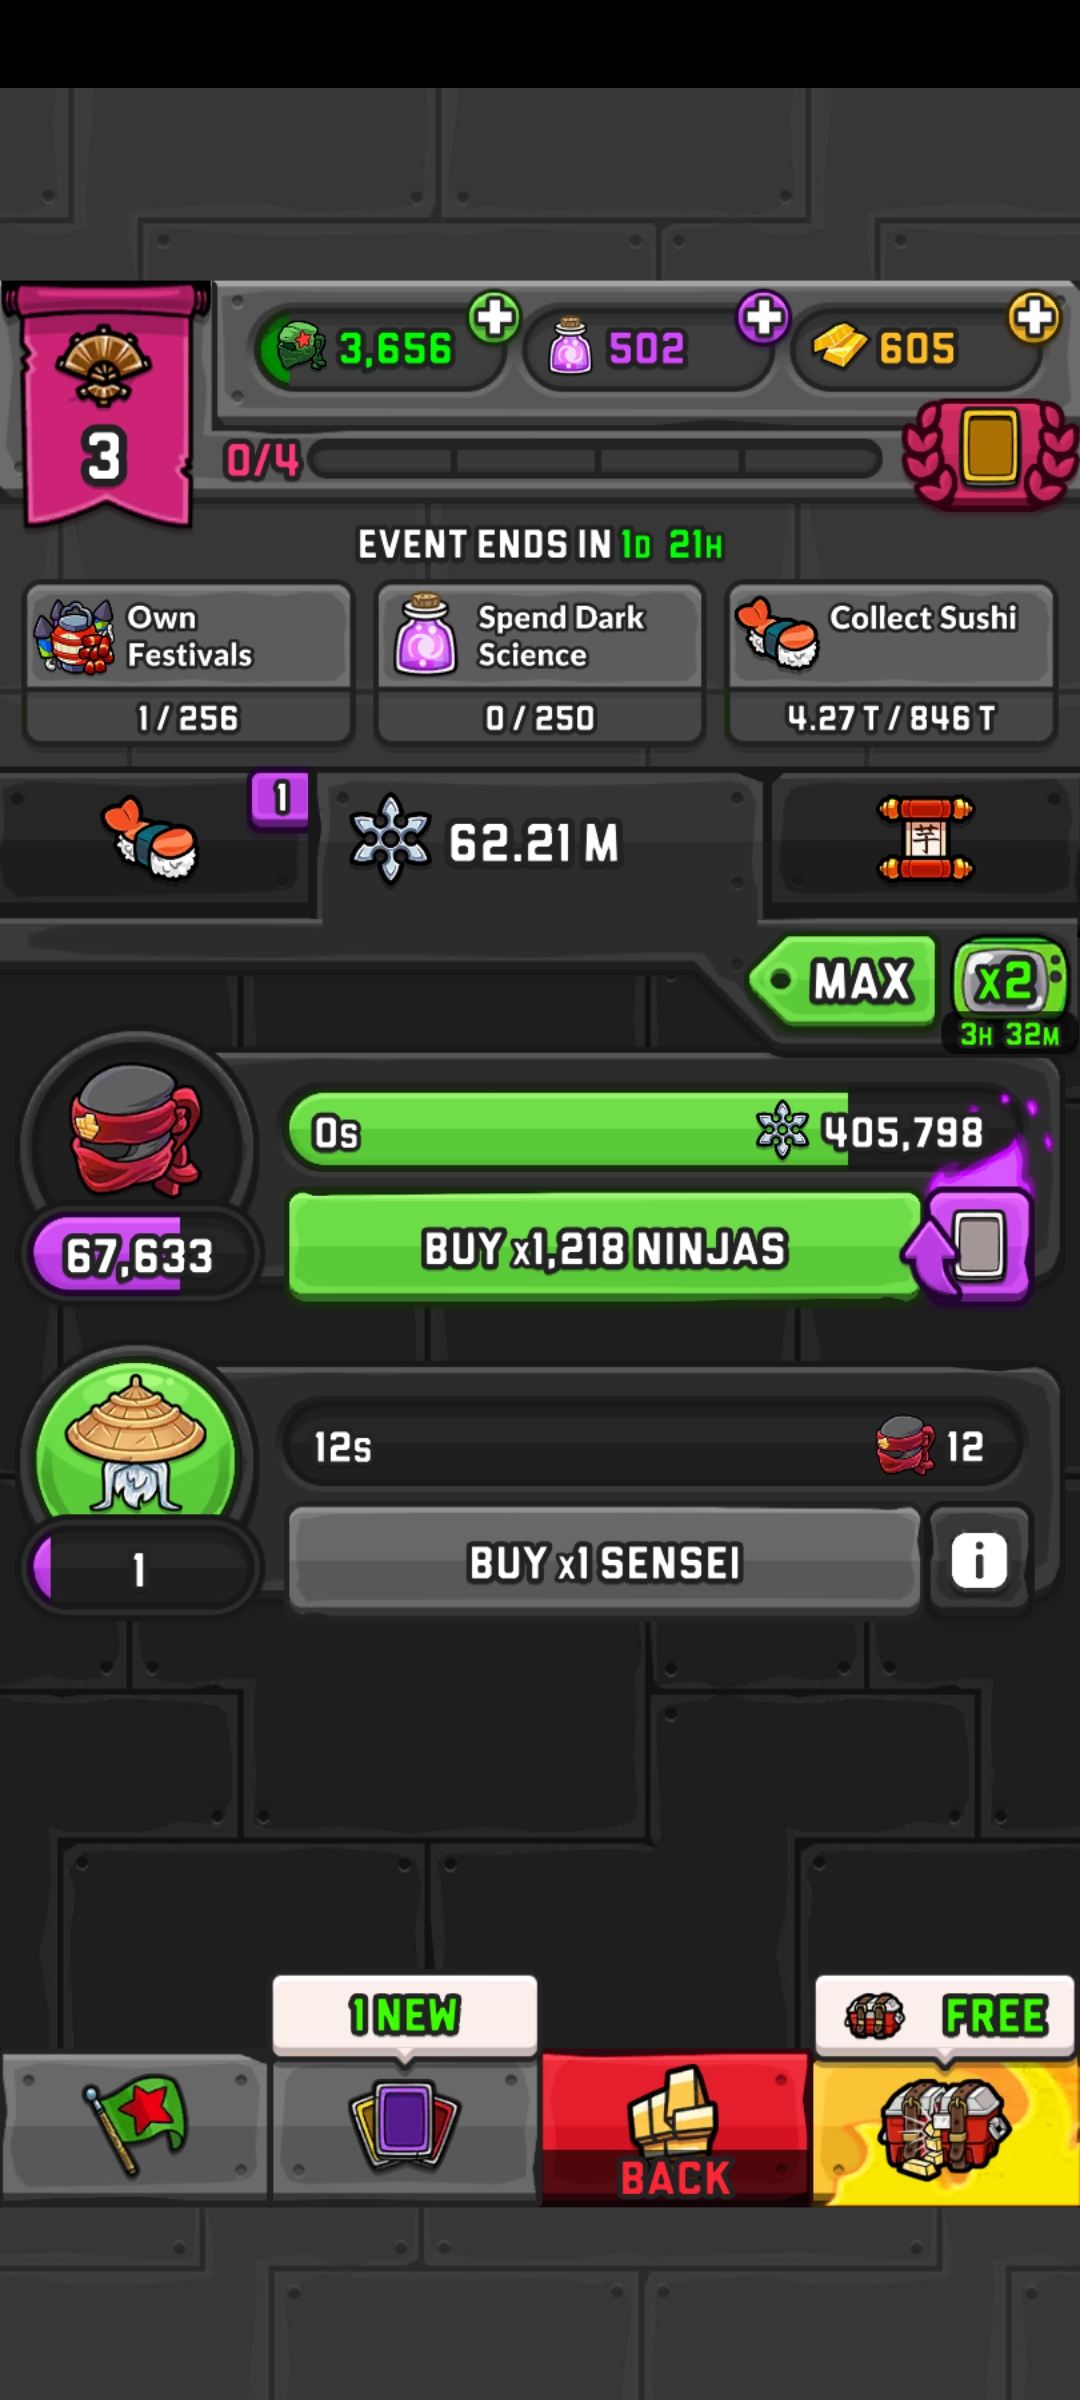 3,656
502
605
3
0/4
EVENT ENDS IN 1D 21H
Own
Festivals
1 / 256
Spend Dark
Science
0 / 250
Collect Sushi
4.27 T / 846 T
1
62.21 M
芋
MAX
x2
3H 32M
0s
405,798
67,633
BUY x1,218 NINJAS
12s
12
1
BUY x1 SENSEI
i
1 NEW
FREE
BACK